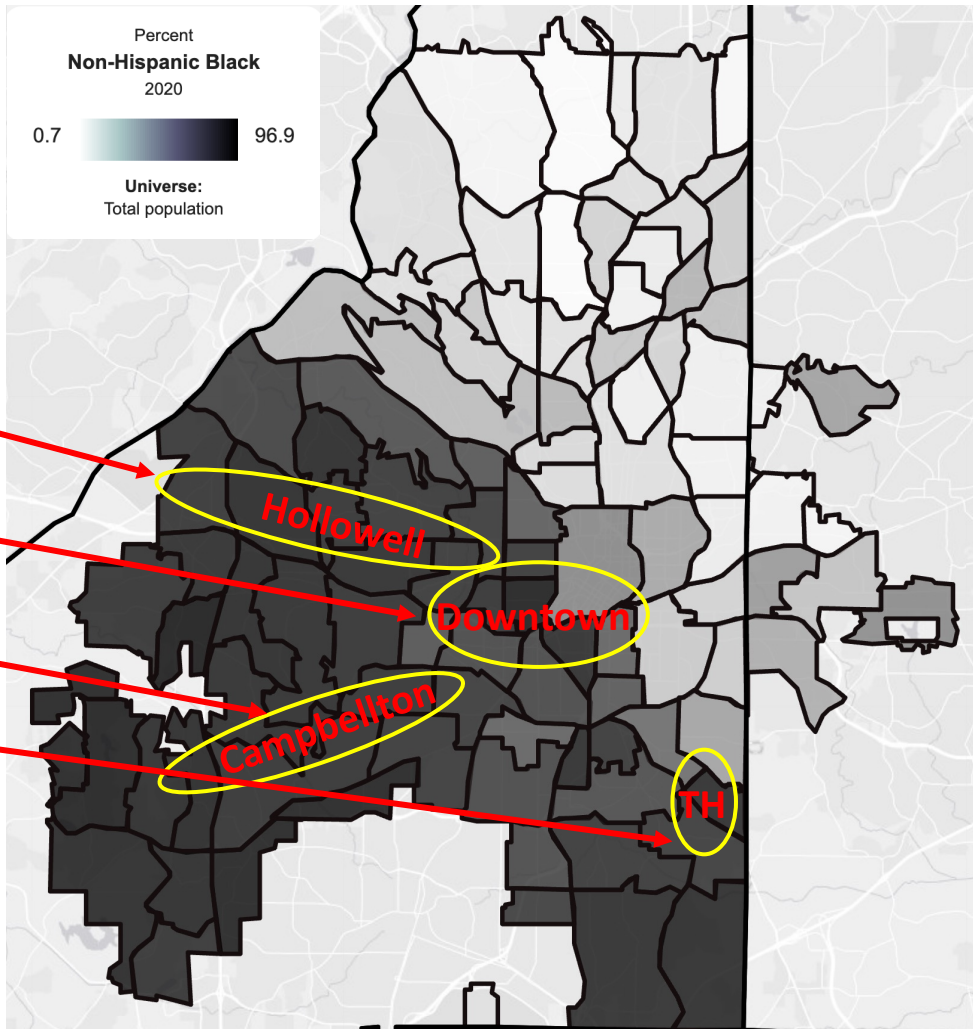 Percent
Non-Hispanic Black
2020
0.7 96.9
Universe:
Total population
Hollowell
Downtown
Campbellton
TH